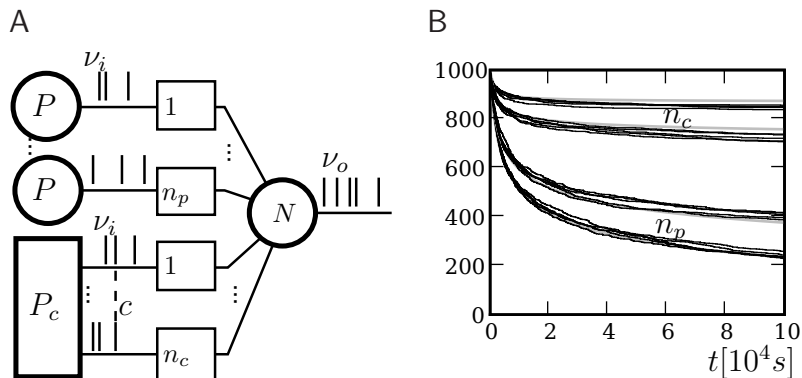 A
ν_i
P
1
P
n_p
ν_i
1
P_c
c
n_c
N
ν_o
B
1000
800
600
400
200
0
n_c
n_p
0 2 4 6 8 10
t[10^4 s]